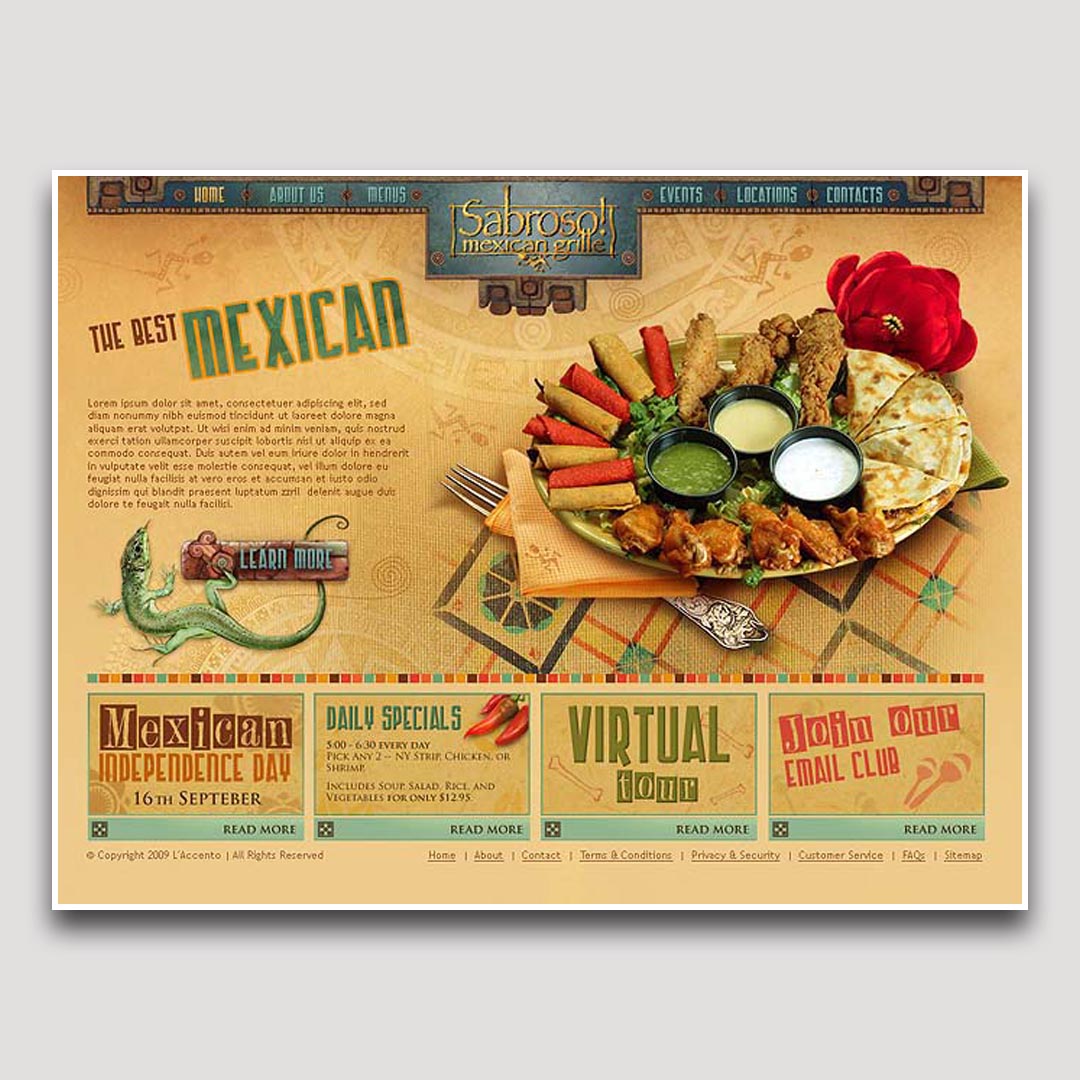 HOME ABOUT US MENUS
Sabroso!
mexican grille
EVENTS LOCATIONS CONTACTS
THE BEST MEXICAN
Lorem ipsum dolor sit amet, consectetuer adipiscing elit, sed
diam nonummy nibh euismod tincidunt ut laoreet dolore magna
aliquam erat volutpat. Ut wisi enim ad minim veniam, quis nostrud
exerci tation ullamcorper suscipit lobortis nisl ut aliquip ex ea
commodo consequat. Duis autem vel eum iriure dolor in hendrerit
in vulputate velit esse molestie consequat, vel illum dolore eu
feugiat nulla facilisis at vero eros et accumsan et iusto odio
dignissim qui blandit praesent luptatum zzril delenit augue duis
dolore te feugait nulla facilisi.
LEARN MORE
Mexican
INDEPENDENCE DAY
16TH SEPTEBER
READ MORE
DAILY SPECIALS
5:00 - 6:30 EVERY DAY
PICK ANY 2 -- NY STRIP, CHICKEN, OR
SHRIMP,
INCLUDES SOUP, SALAD, RICE, AND
VEGETABLES FOR ONLY $12.95
READ MORE
VIRTUAL
tour
READ MORE
Join our
EMAIL CLUB
READ MORE
© Copyright 2009 L'Accento | All Rights Reserved
Home | About | Contact | Terms & Conditions | Privacy & Security | Customer Service | FAQs | Sitemap